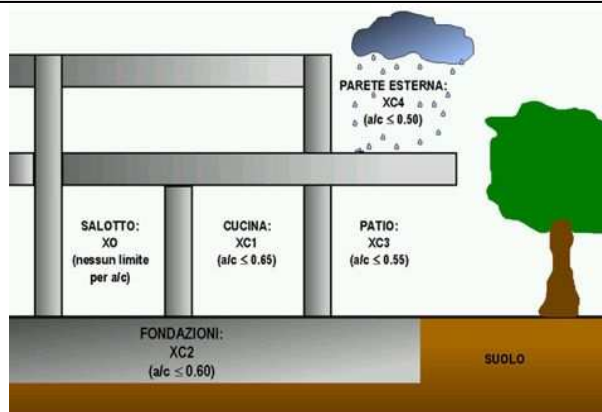 PARETE ESTERNA:
XC4
(a/c ≤ 0.50)
SALOTTO:
XO
(nessun limite
per a/c)
CUCINA:
XC1
(a/c ≤ 0.65)
PATIO:
XC3
(a/c ≤ 0.55)
FONDAZIONI:
XC2
(a/c ≤ 0.60)
SUOLO